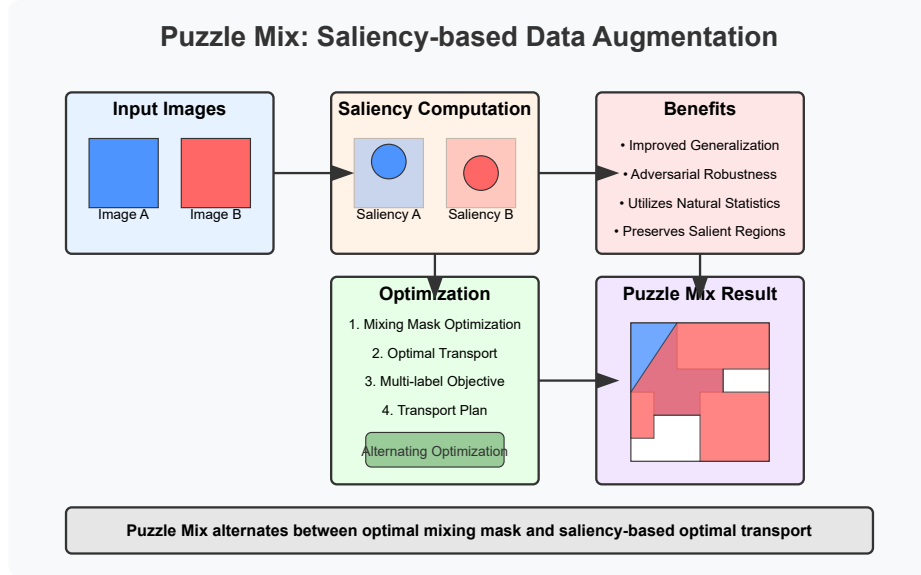 Puzzle Mix: Saliency-based Data Augmentation
Input Images
Image A
Image B
Saliency Computation
Saliency A
Saliency B
Benefits
• Improved Generalization
• Adversarial Robustness
• Utilizes Natural Statistics
• Preserves Salient Regions
Optimization
1. Mixing Mask Optimization
2. Optimal Transport
3. Multi-label Objective
4. Transport Plan
Alternating Optimization
Puzzle Mix Result
Puzzle Mix alternates between optimal mixing mask and saliency-based optimal transport